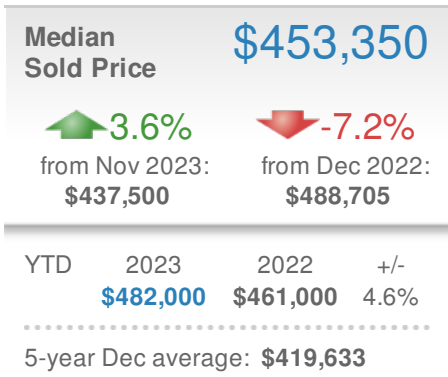 Median $453,350
Sold Price
3.6% -7.2%
from Nov 2023: from Dec 2022:
$437,500 $488,705
YTD 2023 2022 +/-
$482,000 $461,000 4.6%
5-year Dec average: $419,633